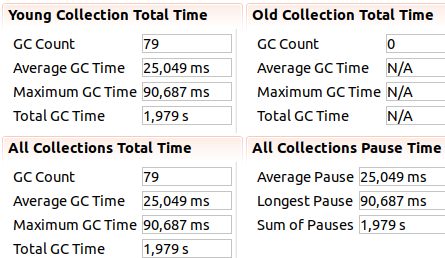 Young Collection Total Time
GC Count 79
Average GC Time 25,049 ms
Maximum GC Time 90,687 ms
Total GC Time 1,979 s
Old Collection Total Time
GC Count 0
Average GC Time N/A
Maximum GC Time N/A
Total GC Time N/A
All Collections Total Time
GC Count 79
Average GC Time 25,049 ms
Maximum GC Time 90,687 ms
Total GC Time 1,979 s
All Collections Pause Time
Average Pause 25,049 ms
Longest Pause 90,687 ms
Sum of Pauses 1,979 s